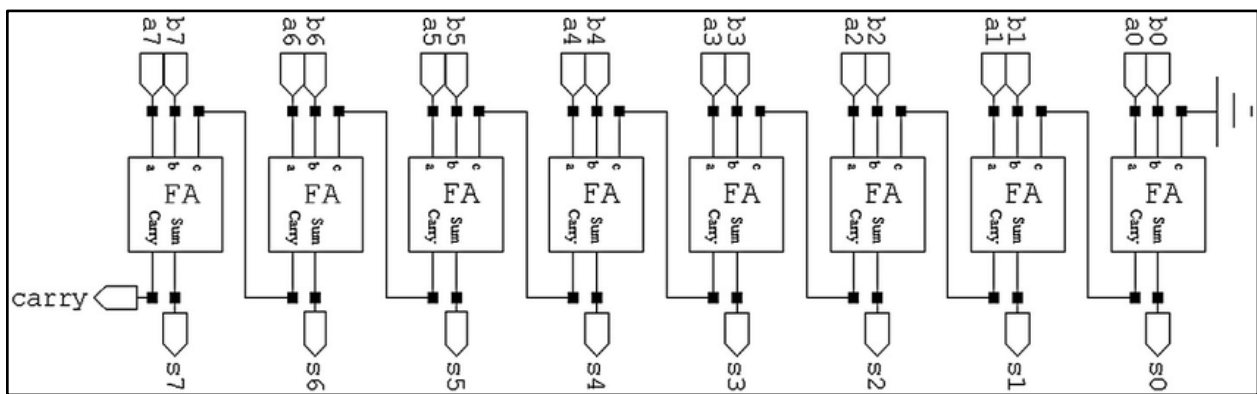 a7 b7 a6 b6 a5 b5 a4 b4 a3 b3 a2 b2 a1 b1 a0 b0
a b c a b c a b c a b c a b c a b c a b c a b c
FA FA FA FA FA FA FA FA
Carry Sum Carry Sum Carry Sum Carry Sum Carry Sum Carry Sum Carry Sum Carry Sum
carry
s7 s6 s5 s4 s3 s2 s1 s0